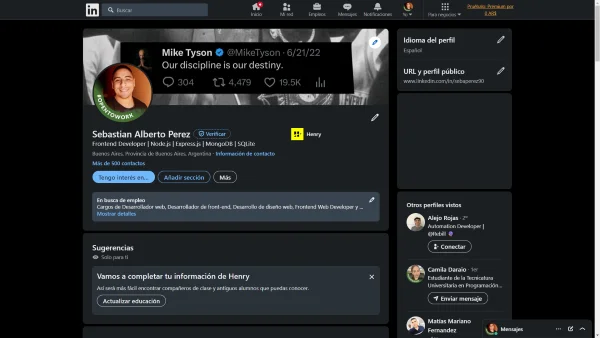 in
Buscar
Inicio
Mi red
Empleos
Mensajes
Notificaciones
Yo
Para negocios
Pruébalo: Premium por 0 ARS
Mike Tyson @MikeTyson · 6/21/22
Our discipline is our destiny.
304
4,479
19.5K
#OPENTOWORK
Sebastian Alberto Perez
Verificar
Henry
Frontend Developer | Node.js | Express.js | MongoDB | SQLite
Buenos Aires, Provincia de Buenos Aires, Argentina · Información de contacto
Más de 500 contactos
Tengo interés en...
Añadir sección
Más
En busca de empleo
Cargos de Desarrollador web, Desarrollador de front-end, Desarrollo de diseño web, Frontend Web Developer y ...
Mostrar detalles
Sugerencias
Solo para ti
Vamos a completar tu información de Henry
Así será más fácil encontrar compañeros de clase y antiguos alumnos que puedas conocer.
Actualizar educación
Idioma del perfil
Español
URL y perfil público
www.linkedin.com/in/sebaperez90
Otros perfiles vistos
Alejo Rojas · 2º
Automation Developer |
@Rebill
Conectar
Camila Daraio · 1er
Estudiante de la Tecnicatura
Universitaria en Programación...
Enviar mensaje
Matías Mariano
Fernandez
Mensajes